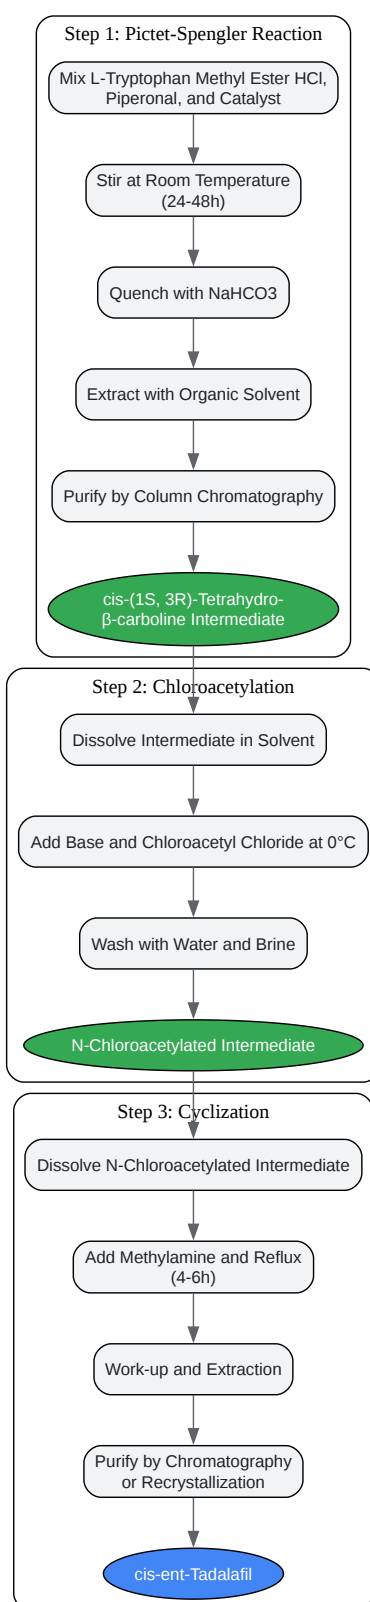 Step 1: Pictet-Spengler Reaction
Mix L-Tryptophan Methyl Ester HCl,
Piperonal, and Catalyst
Stir at Room Temperature
(24-48h)
Quench with NaHCO3
Extract with Organic Solvent
Purify by Column Chromatography
cis-(1S, 3R)-Tetrahydro-
β-carboline Intermediate
Step 2: Chloroacetylation
Dissolve Intermediate in Solvent
Add Base and Chloroacetyl Chloride at 0°C
Wash with Water and Brine
N-Chloroacetylated Intermediate
Step 3: Cyclization
Dissolve N-Chloroacetylated Intermediate
Add Methylamine and Reflux
(4-6h)
Work-up and Extraction
Purify by Chromatography
or Recrystallization
cis-ent-Tadalafil